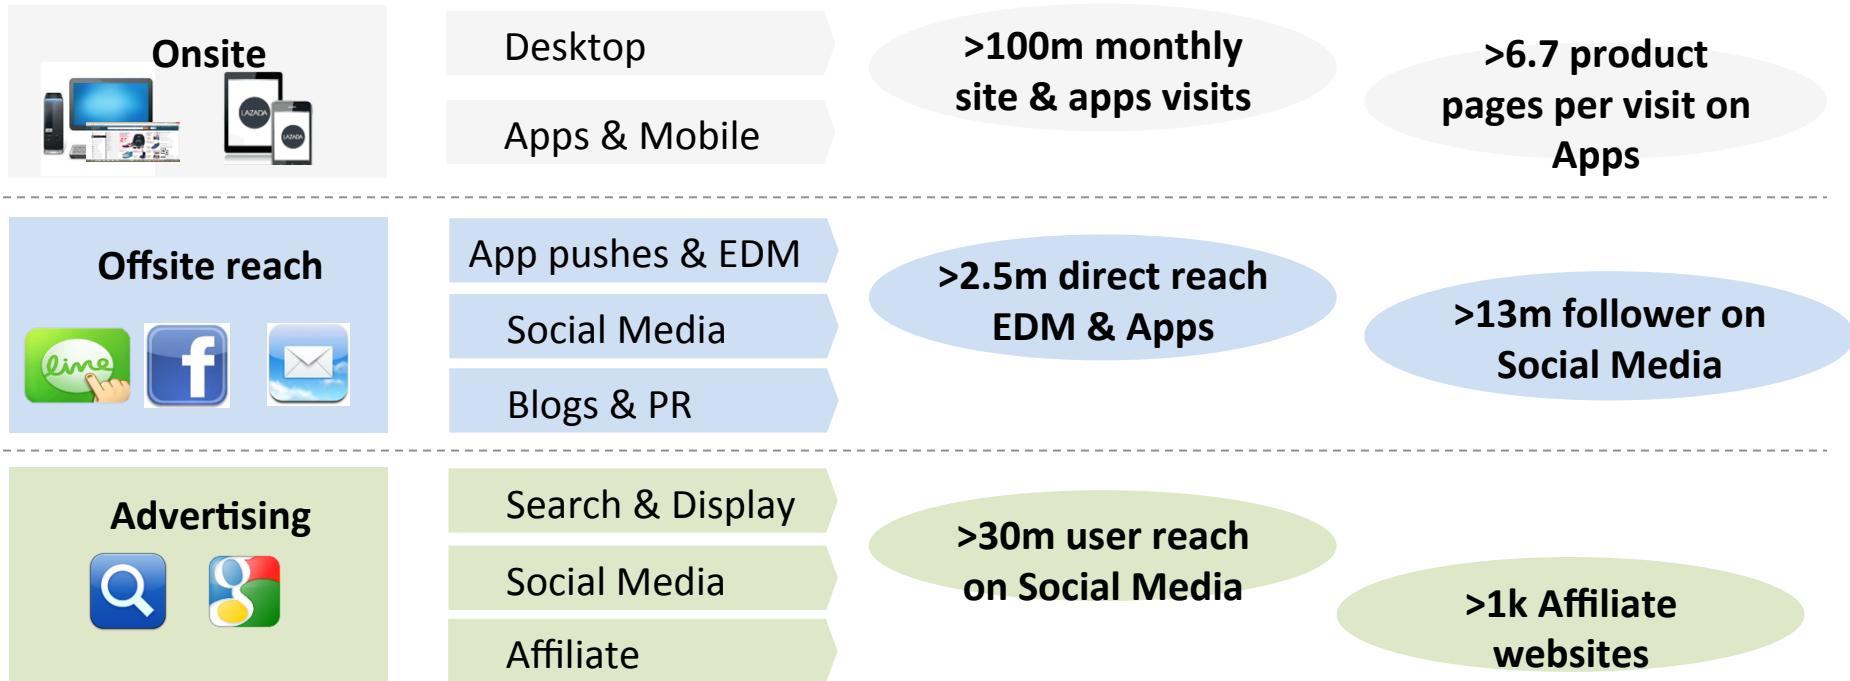 Onsite
LAZADA
LAZADA
Desktop
Apps & Mobile
>100m monthly
site & apps visits
>6.7 product
pages per visit on
Apps
Offsite reach
line
f
App pushes & EDM
Social Media
Blogs & PR
>2.5m direct reach
EDM & Apps
>13m follower on
Social Media
Advertising
g
Search & Display
Social Media
Affiliate
>30m user reach
on Social Media
>1k Affiliate
websites